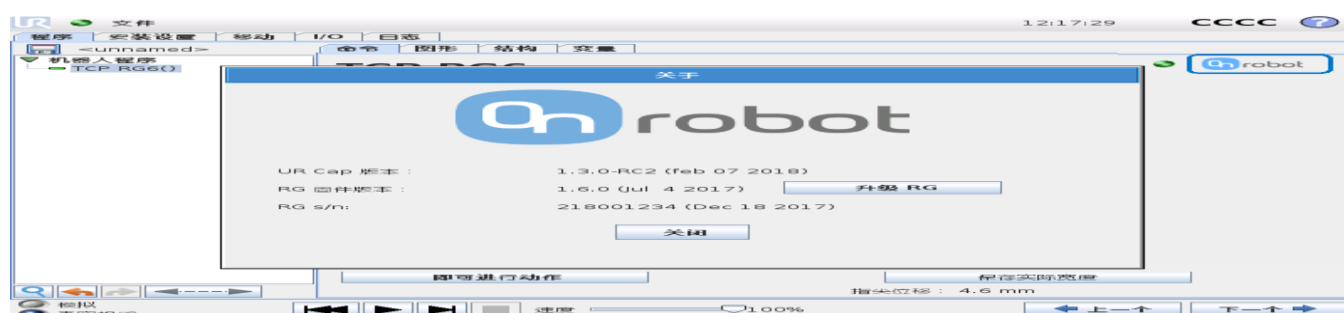 UR 文件 12:17:29 CCCC ?
程序 安装设置 移动 I/O 日志
<unnamed> 命令 图形 结构 变量
机器人程序
TCP RG6()
关于
On robot
On robot
UR Cap 版本： 1.3.0-RC2 (feb 07 2018)
RG 固件版本： 1.6.0 (Jul 4 2017) 升级 RG
RG s/n: 218001234 (Dec 18 2017)
关闭
即可进行动作 保存实际宽度
指尖位移： 4.6 mm
模拟
速度 100% 上一个 下一个